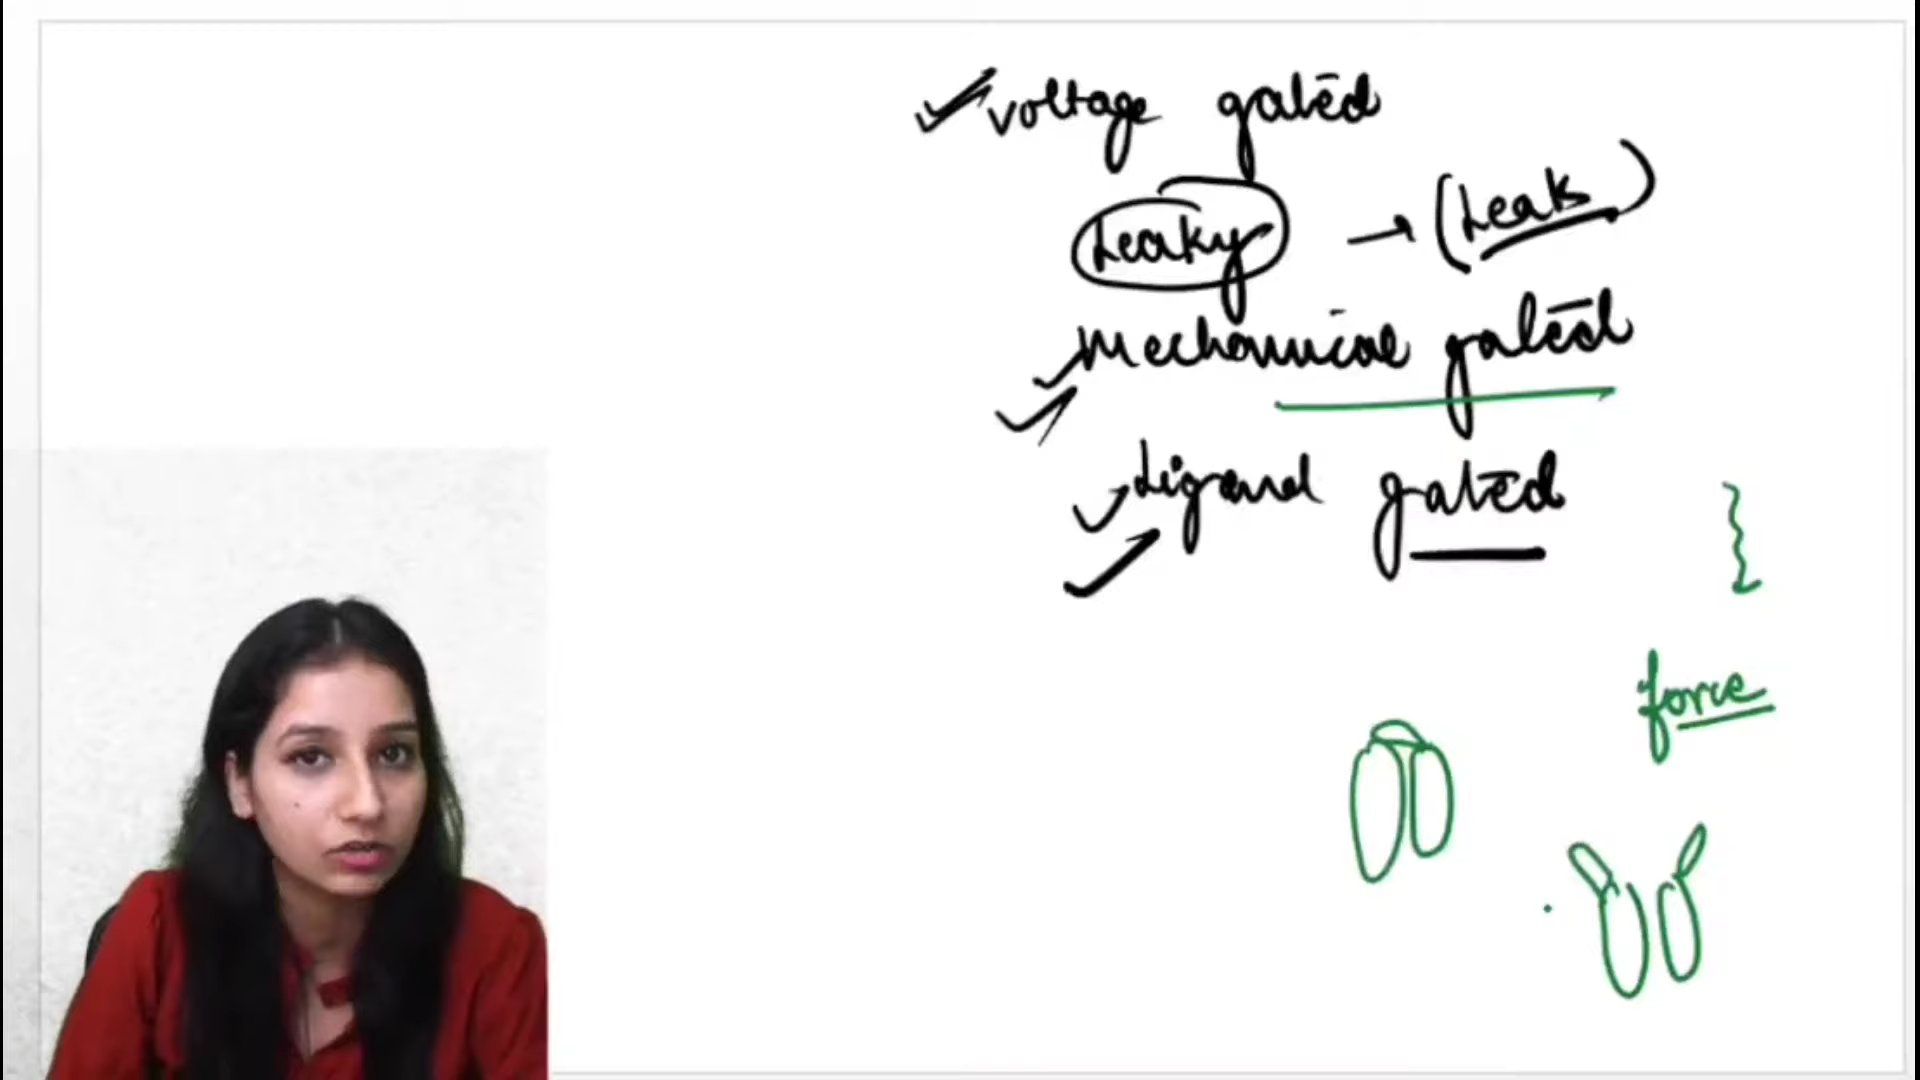 voltage gated
Leaky → (Leak)
Mechanical gated
Ligand gated
force